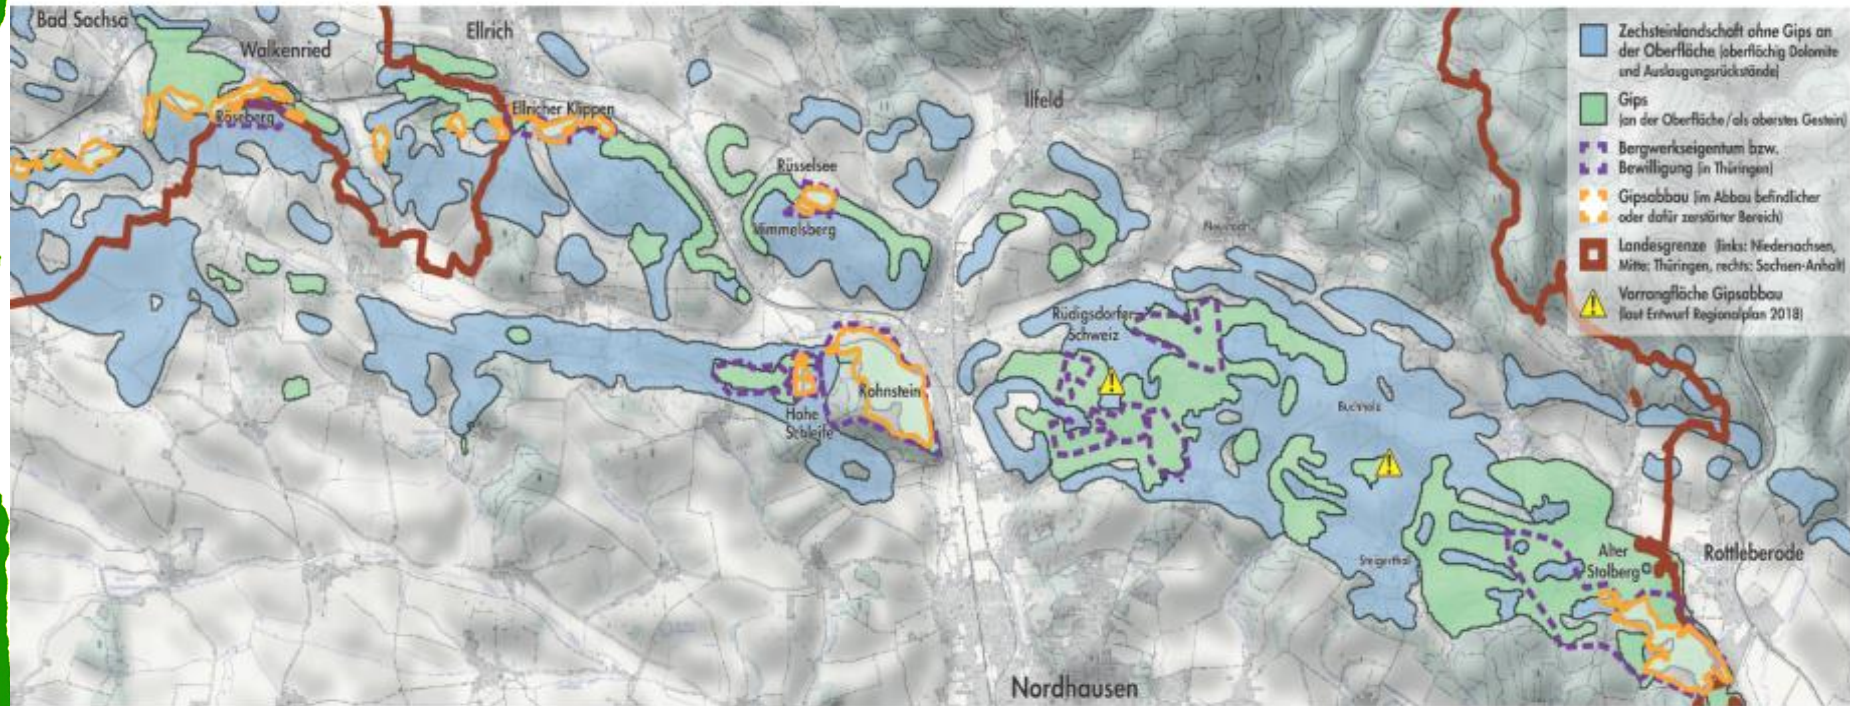 Bad Sachsa
Walkenried
Ellrich
Röseberg
Ellricher Klippen
Ilfeld
Rüsselsee
Himmelsberg
Rüdigsdorfer
Schweiz
Kohnstein
Hohe
Schleife
Buchholz
Steigerthal
Alter
Stolberg
Rottleberode
Nordhausen
Zechsteinlandschaft ohne Gips an
der Oberfläche (oberflächig Dolomite
und Auslaugungsrückstände)
Gips
(an der Oberfläche/als oberstes Gestein)
Bergwerkseigentum bzw.
Bewilligung (in Thüringen)
Gipsabbau (im Abbau befindlicher
oder dafür zerstörter Bereich)
Landesgrenze (links: Niedersachsen,
Mitte: Thüringen, rechts: Sachsen-Anhalt)
Vorrangfläche Gipsabbau
(laut Entwurf Regionalplan 2018)